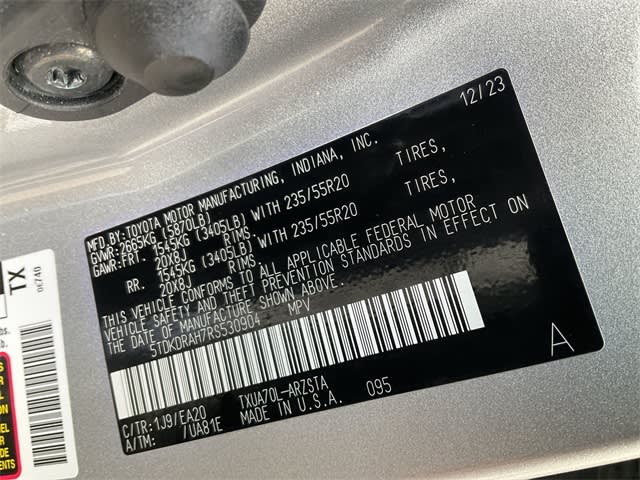 12/23
MFD.BY:TOYOTA MOTOR MANUFACTURING, INDIANA, INC.
GVWR:2665KG (5870LB)
GAWR:FRT 1545KG (3405LB) WITH 235/55R20 TIRES,
20X8J RIMS
RR. 1545KG (3405LB) WITH 235/55R20 TIRES,
20X8J RIMS
THIS VEHICLE CONFORMS TO ALL APPLICABLE FEDERAL MOTOR
VEHICLE SAFETY AND THEFT PREVENTION STANDARDS IN EFFECT ON
THE DATE OF MANUFACTURE SHOWN ABOVE.
5TDKDRAH7RS530904 MPV
C/TR:1J9/EA20 TXUA70L-ARZSTA 095
A/TM: /UA81E MADE IN U.S.A. A
TX
0K740
lbs.
ENTS